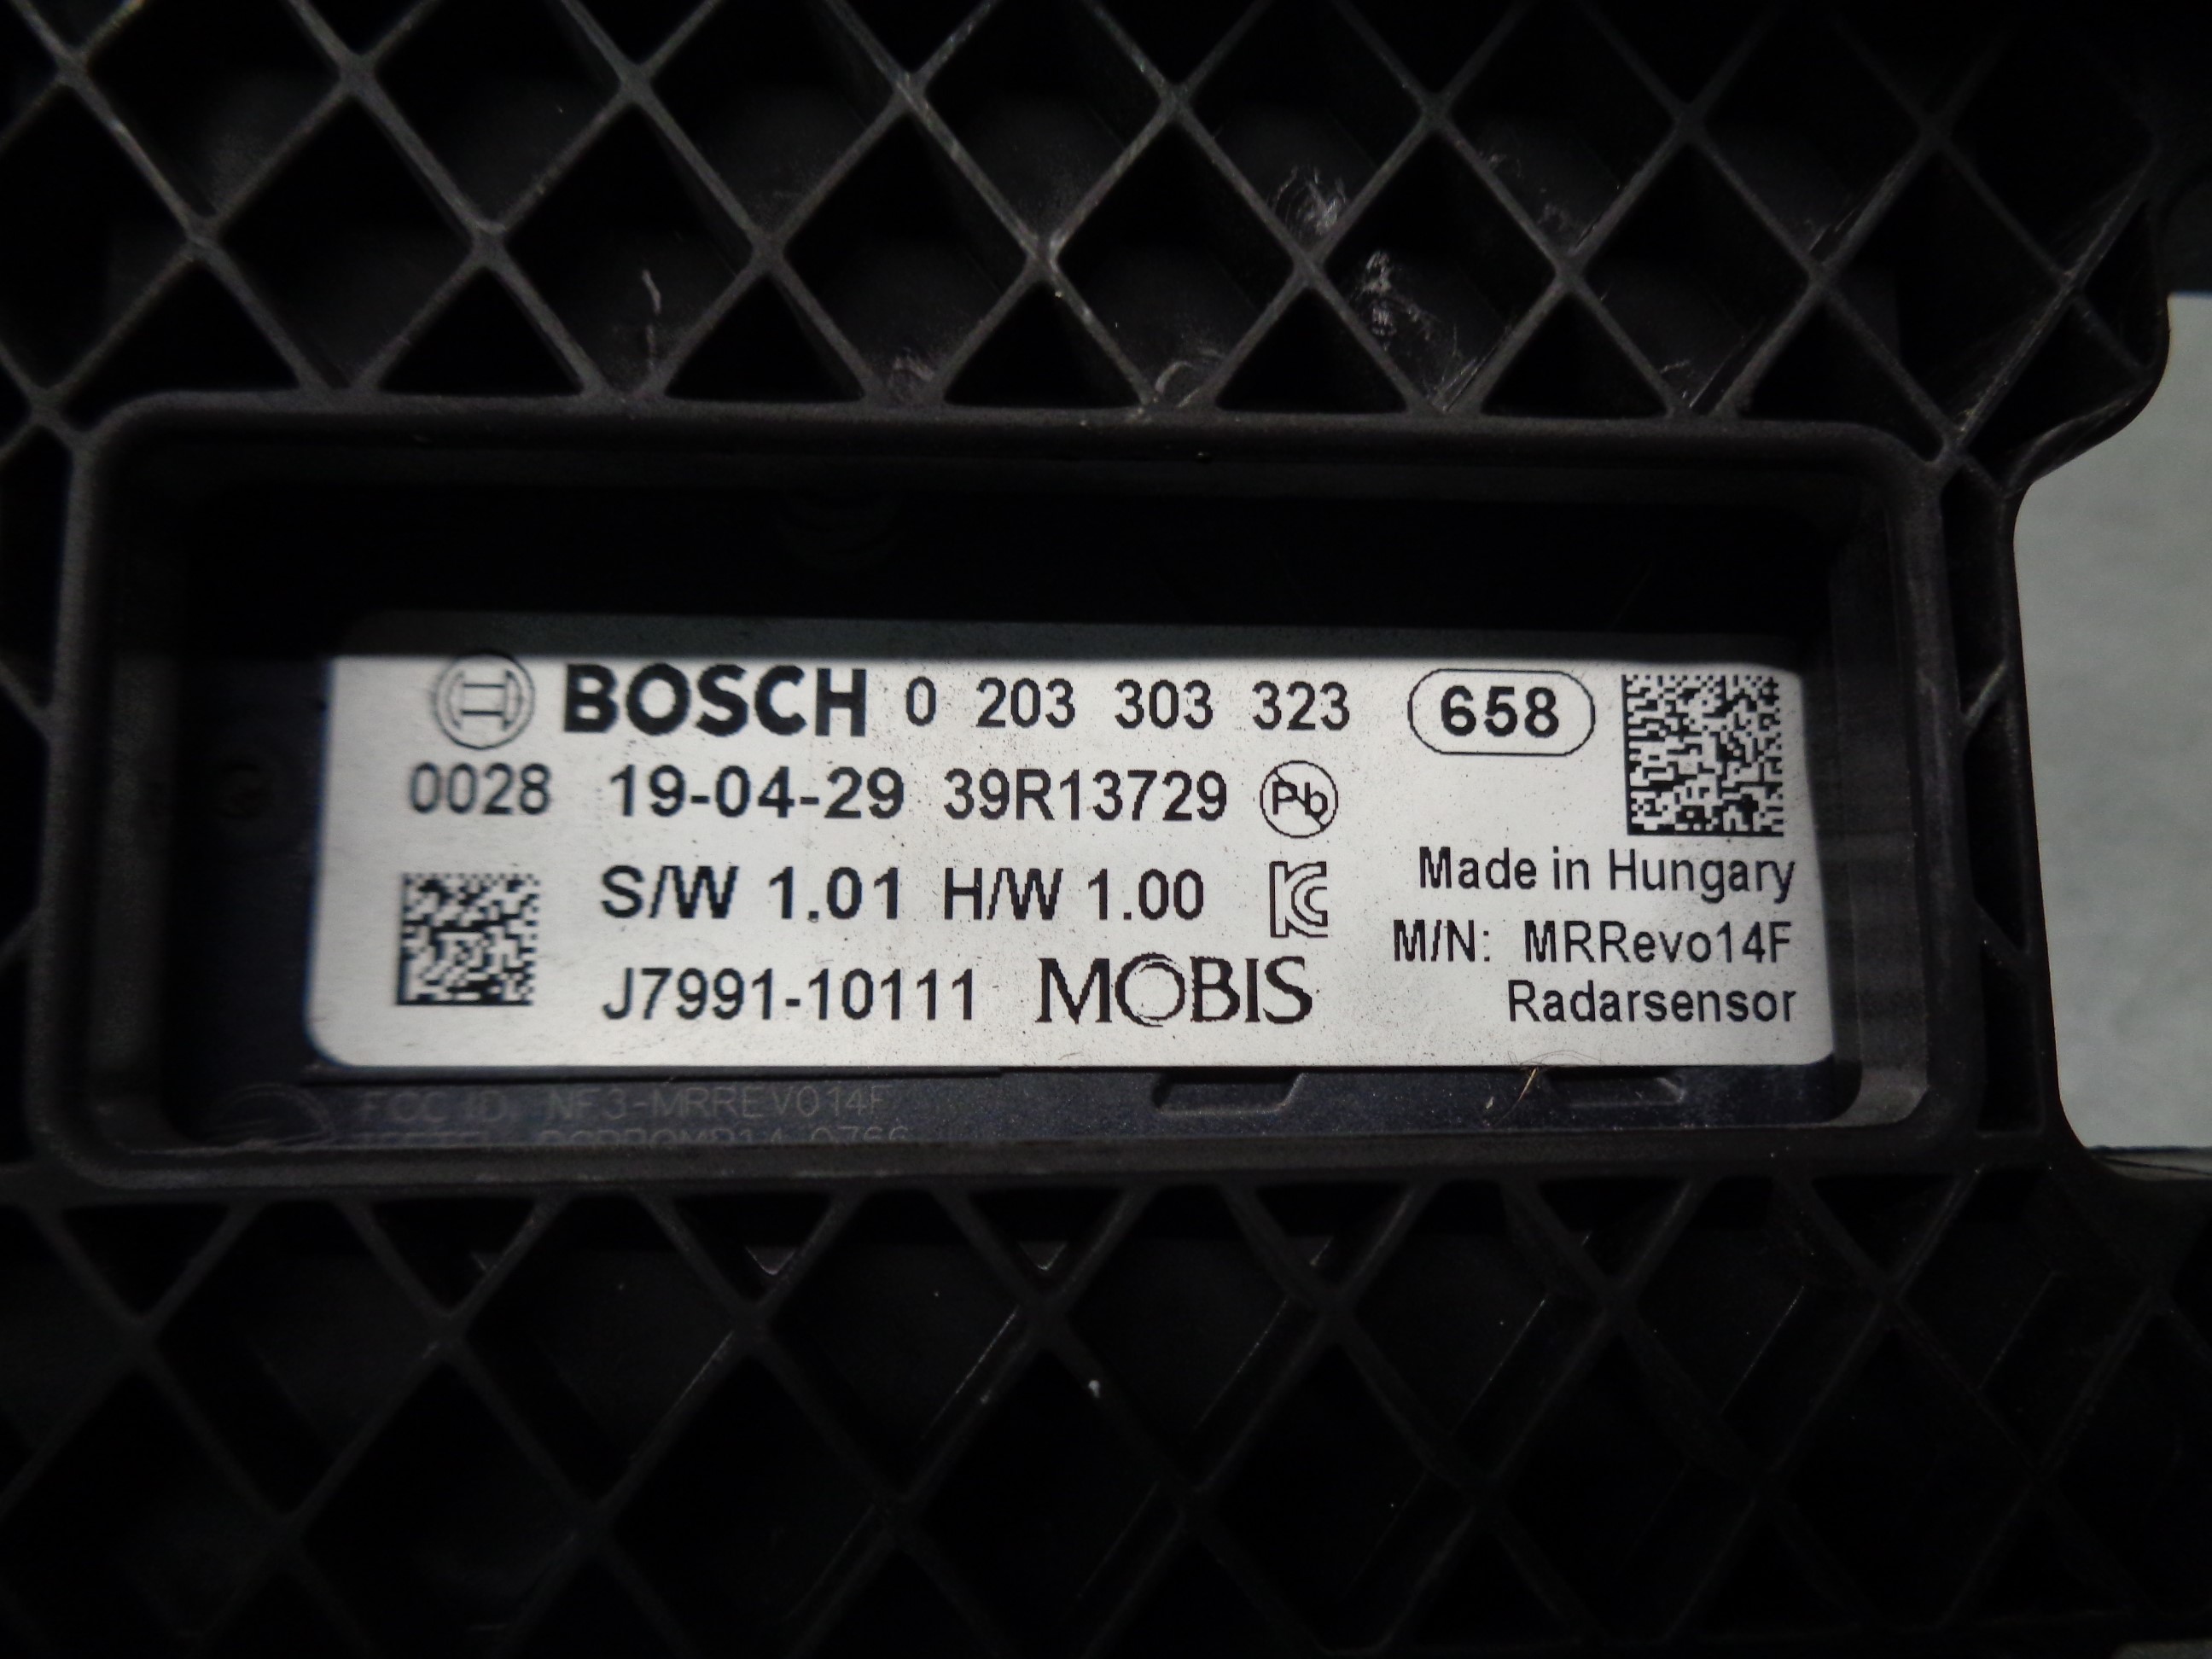 BOSCH 0 203 303 323 658
0028 19-04-29 39R13729 Pb
S/W 1.01 H/W 1.00
J7991-10111 MOBIS
Made in Hungary
M/N: MRRevo14F
Radarsensor
FCC ID. NF3-MRREVO14F